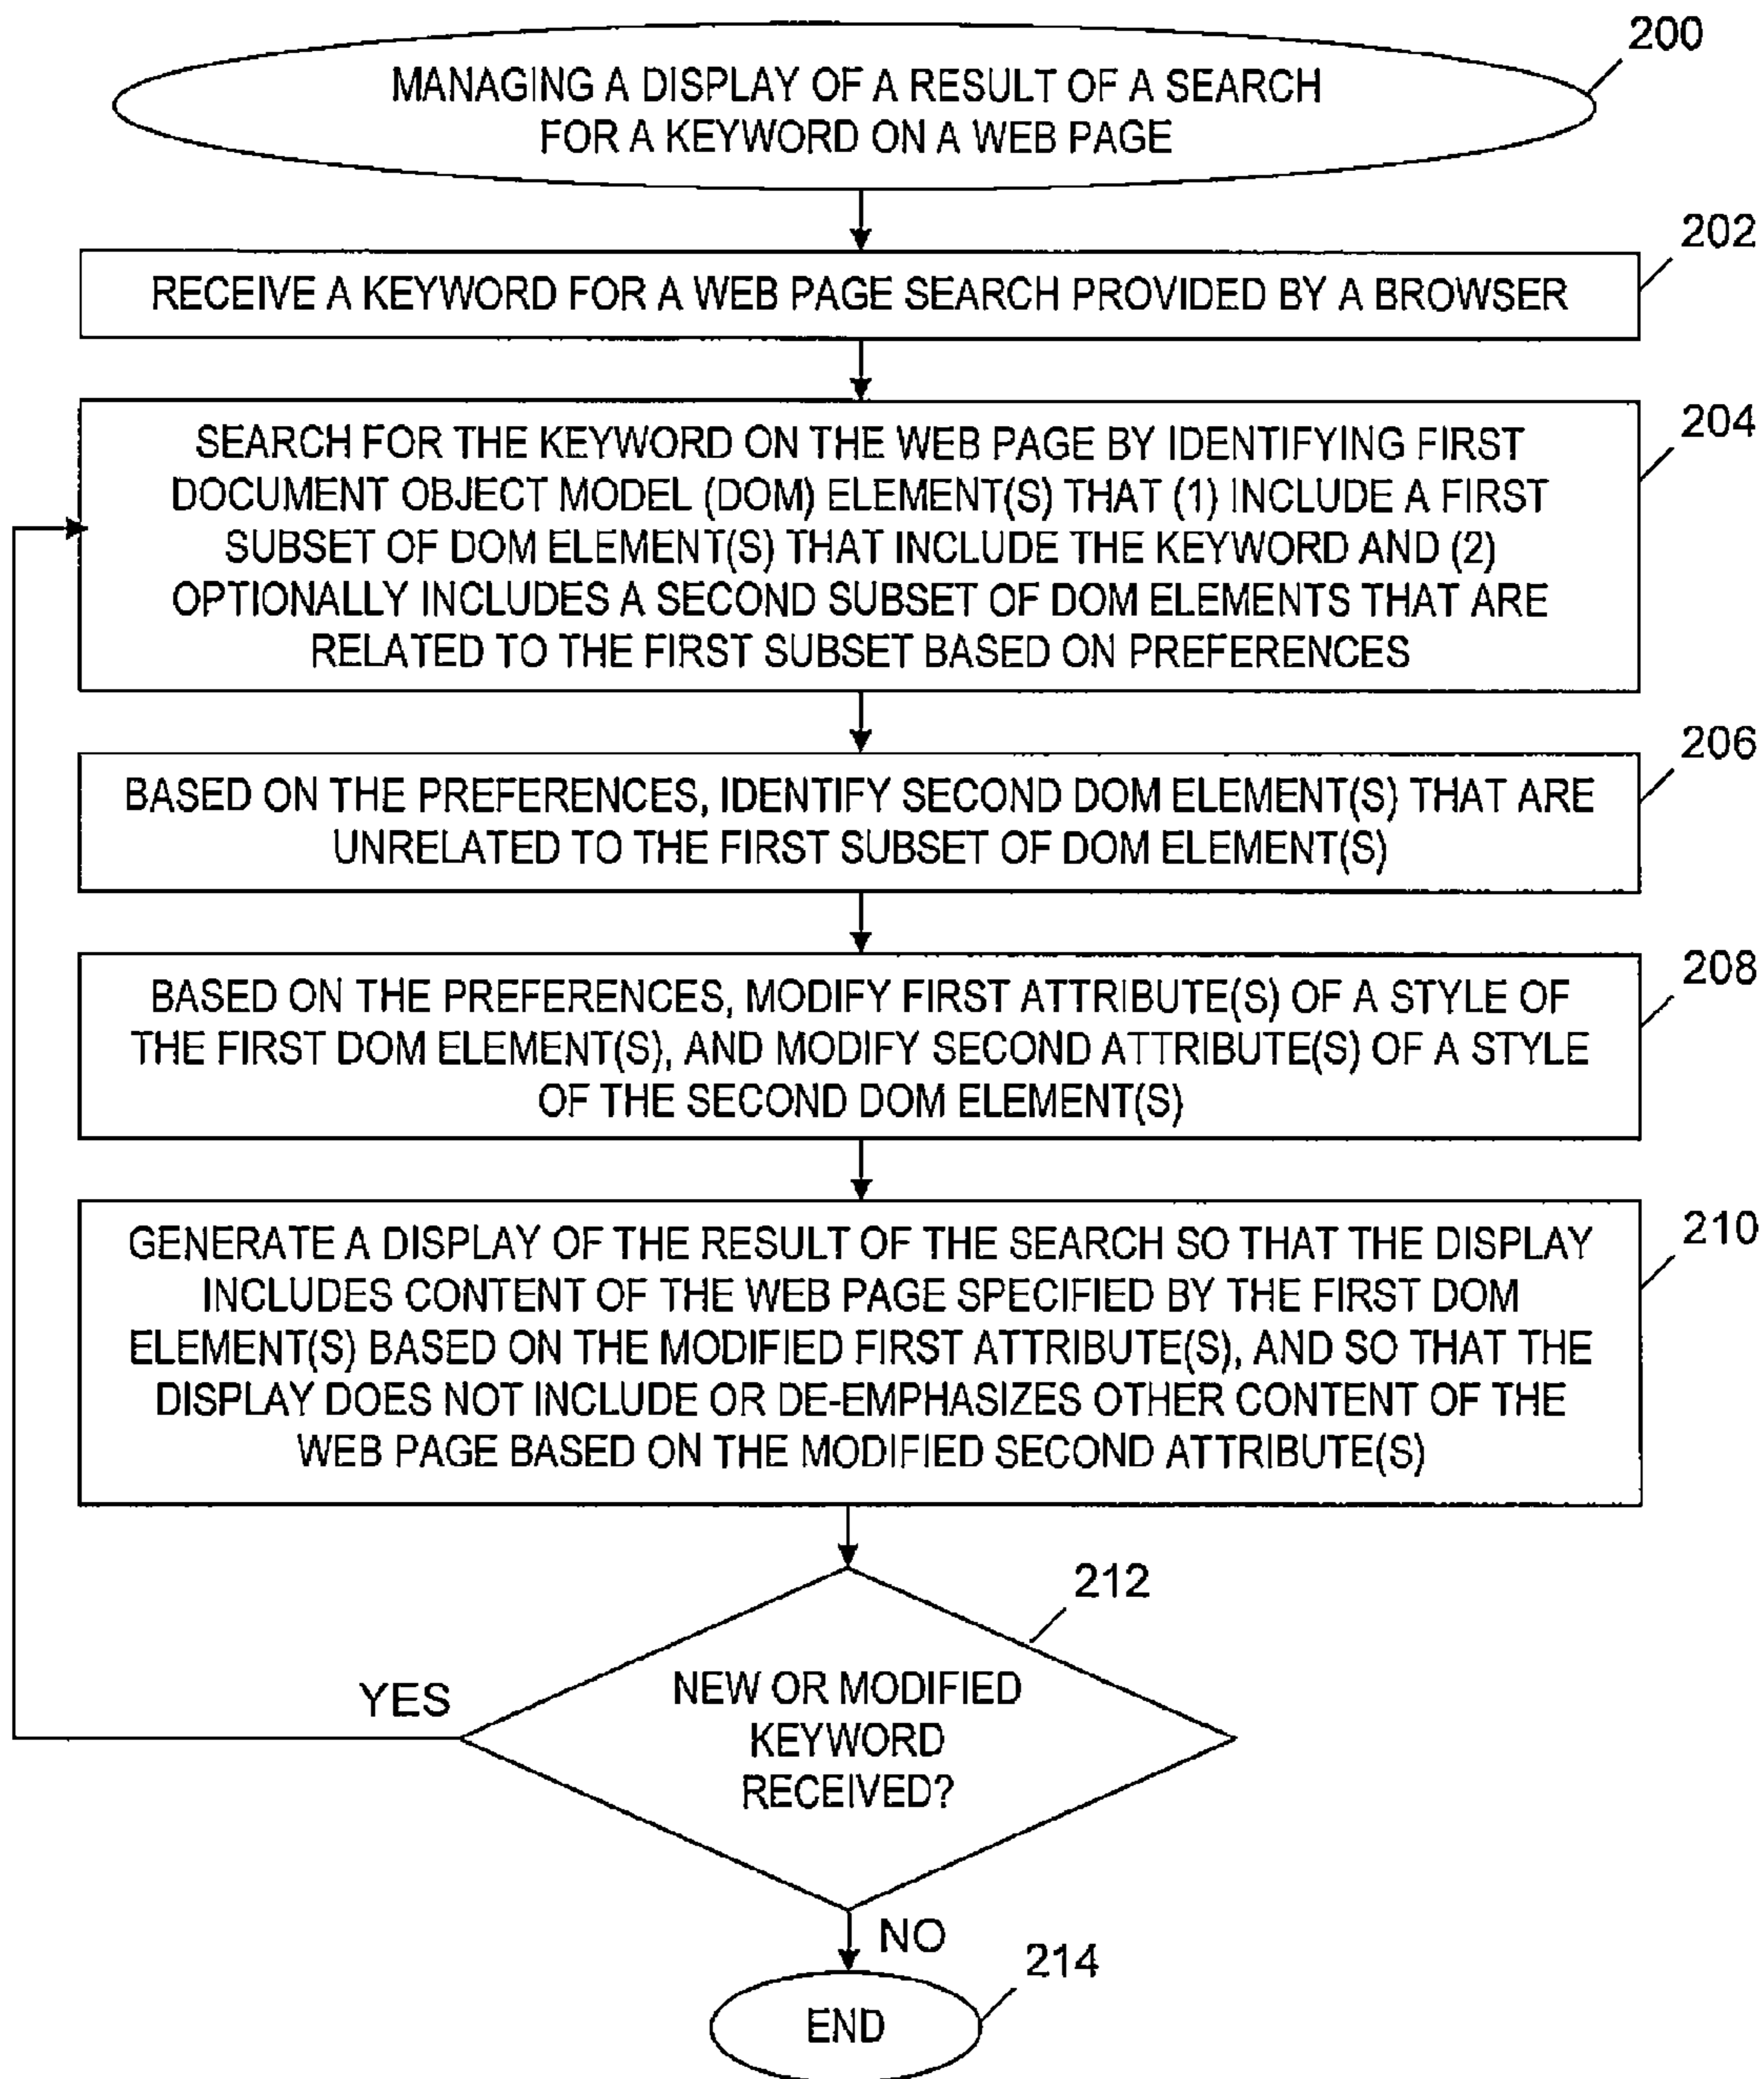 200
MANAGING A DISPLAY OF A RESULT OF A SEARCH
FOR A KEYWORD ON A WEB PAGE
202
RECEIVE A KEYWORD FOR A WEB PAGE SEARCH PROVIDED BY A BROWSER
204
SEARCH FOR THE KEYWORD ON THE WEB PAGE BY IDENTIFYING FIRST
DOCUMENT OBJECT MODEL (DOM) ELEMENT(S) THAT (1) INCLUDE A FIRST
SUBSET OF DOM ELEMENT(S) THAT INCLUDE THE KEYWORD AND (2)
OPTIONALLY INCLUDES A SECOND SUBSET OF DOM ELEMENTS THAT ARE
RELATED TO THE FIRST SUBSET BASED ON PREFERENCES
206
BASED ON THE PREFERENCES, IDENTIFY SECOND DOM ELEMENT(S) THAT ARE
UNRELATED TO THE FIRST SUBSET OF DOM ELEMENT(S)
208
BASED ON THE PREFERENCES, MODIFY FIRST ATTRIBUTE(S) OF A STYLE OF
THE FIRST DOM ELEMENT(S), AND MODIFY SECOND ATTRIBUTE(S) OF A STYLE
OF THE SECOND DOM ELEMENT(S)
210
GENERATE A DISPLAY OF THE RESULT OF THE SEARCH SO THAT THE DISPLAY
INCLUDES CONTENT OF THE WEB PAGE SPECIFIED BY THE FIRST DOM
ELEMENT(S) BASED ON THE MODIFIED FIRST ATTRIBUTE(S), AND SO THAT THE
DISPLAY DOES NOT INCLUDE OR DE-EMPHASIZES OTHER CONTENT OF THE
WEB PAGE BASED ON THE MODIFIED SECOND ATTRIBUTE(S)
212
YES
NEW OR MODIFIED
KEYWORD
RECEIVED?
NO
214
END